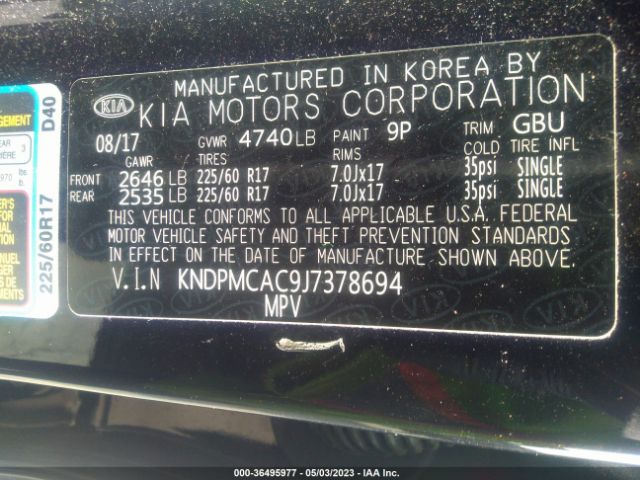 MANUFACTURED IN KOREA BY
KIA KIA MOTORS CORPORATION
08/17 GVWR 4740LB PAINT 9P TRIM GBU
GAWR TIRES RIMS COLD TIRE INFL
FRONT 2646 LB 225/60 R17 7.0Jx17 35psi SINGLE
REAR 2535 LB 225/60 R17 7.0Jx17 35psi SINGLE
THIS VEHICLE CONFORMS TO ALL APPLICABLE U.S.A. FEDERAL
MOTOR VEHICLE SAFETY AND THEFT PREVENTION STANDARDS
IN EFFECT ON THE DATE OF MANUFACTURE SHOWN ABOVE.
V.I.N KNDPMCAC9J7378694
MPV
225/60R17 D40
000-36495977 - 05/03/2023 - IAA Inc.